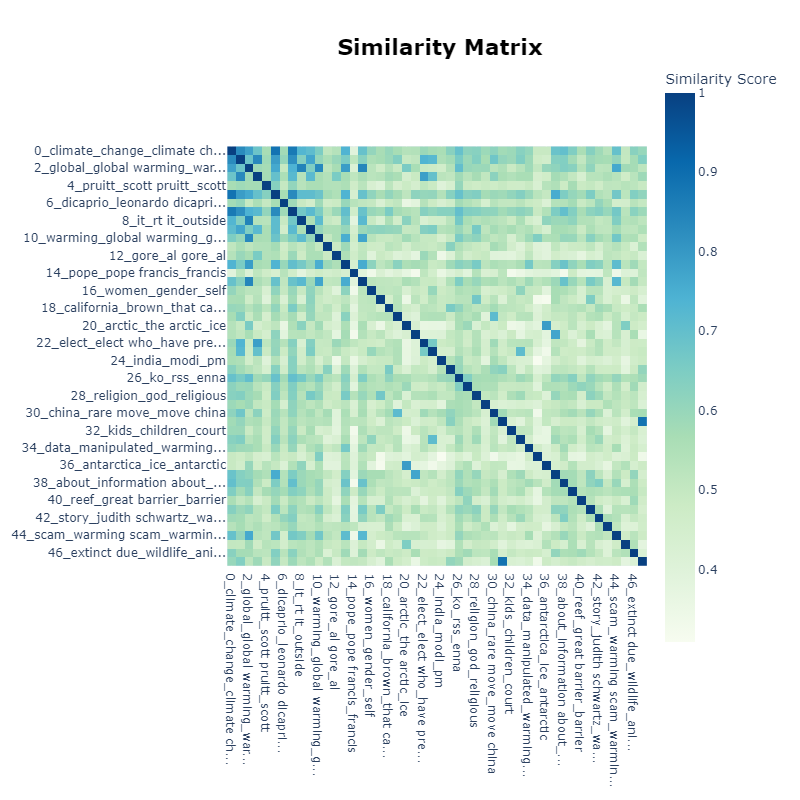 Similarity Matrix
Similarity Score
1
0.9
0.8
0.7
0.6
0.5
0.4
0_climate_change_climate ch...
2_global_global warming_war...
4_pruitt_scott pruitt_scott
6_dicaprio_leonardo dicapri...
8_it_rt it_outside
10_warming_global warming_g...
12_gore_al gore_al
14_pope_pope francis_francis
16_women_gender_self
18_california_brown_that ca...
20_arctic_the arctic_ice
22_elect_elect who_have pre...
24_india_modi_pm
26_ko_rss_enna
28_religion_god_religious
30_china_rare move_move china
32_kids_children_court
34_data_manipulated_warming...
36_antarctica_ice_antarctic
38_about_information about_...
40_reef_great barrier_barrier
42_story_judith schwartz_wa...
44_scam_warming scam_warmin...
46_extinct due_wildlife_ani...
0_climate_change_climate ch...
2_global_global warming_war...
4_pruitt_scott pruitt_scott
6_dicaprio_leonardo dicapri...
8_it_rt it_outside
10_warming_global warming_g...
12_gore_al gore_al
14_pope_pope francis_francis
16_women_gender_self
18_california_brown_that ca...
20_arctic_the arctic_ice
22_elect_elect who_have pre...
24_india_modi_pm
26_ko_rss_enna
28_religion_god_religious
30_china_rare move_move china
32_kids_children_court
34_data_manipulated_warming...
36_antarctica_ice_antarctic
38_about_information about_...
40_reef_great barrier_barrier
42_story_judith schwartz_wa...
44_scam_warming scam_warmin...
46_extinct due_wildlife_ani...